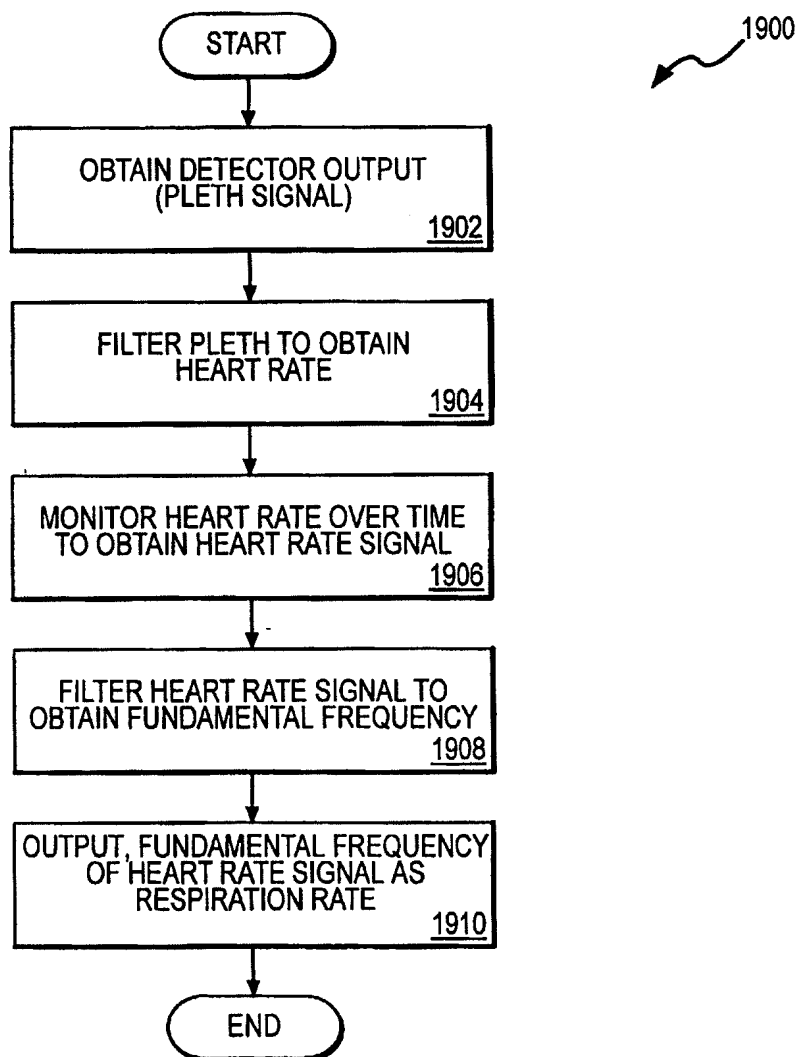 START
1900
OBTAIN DETECTOR OUTPUT
(PLETH SIGNAL)
1902
FILTER PLETH TO OBTAIN
HEART RATE
1904
MONITOR HEART RATE OVER TIME
TO OBTAIN HEART RATE SIGNAL
1906
FILTER HEART RATE SIGNAL TO
OBTAIN FUNDAMENTAL FREQUENCY
1908
OUTPUT, FUNDAMENTAL FREQUENCY
OF HEART RATE SIGNAL AS
RESPIRATION RATE
1910
END